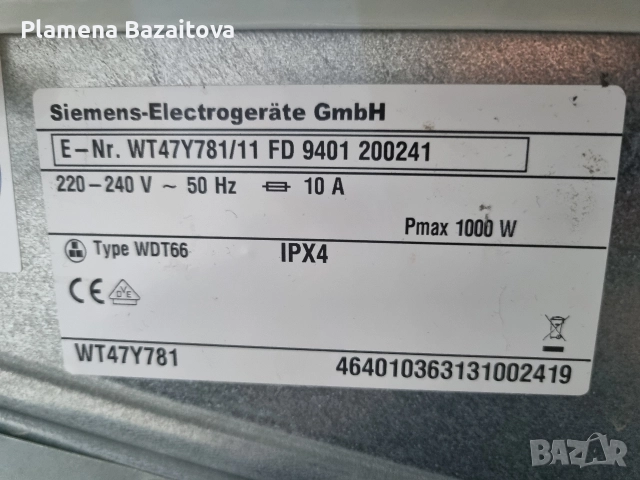 Plamena Bazaitova
Siemens-Electrogeräte GmbH
E-Nr. WT47Y781/11 FD 9401 200241
220-240 V ~ 50 Hz 10 A
Pmax 1000 W
Type WDT66 IPX4
CE VDE
WT47Y781 464010363131002419
BAZAR